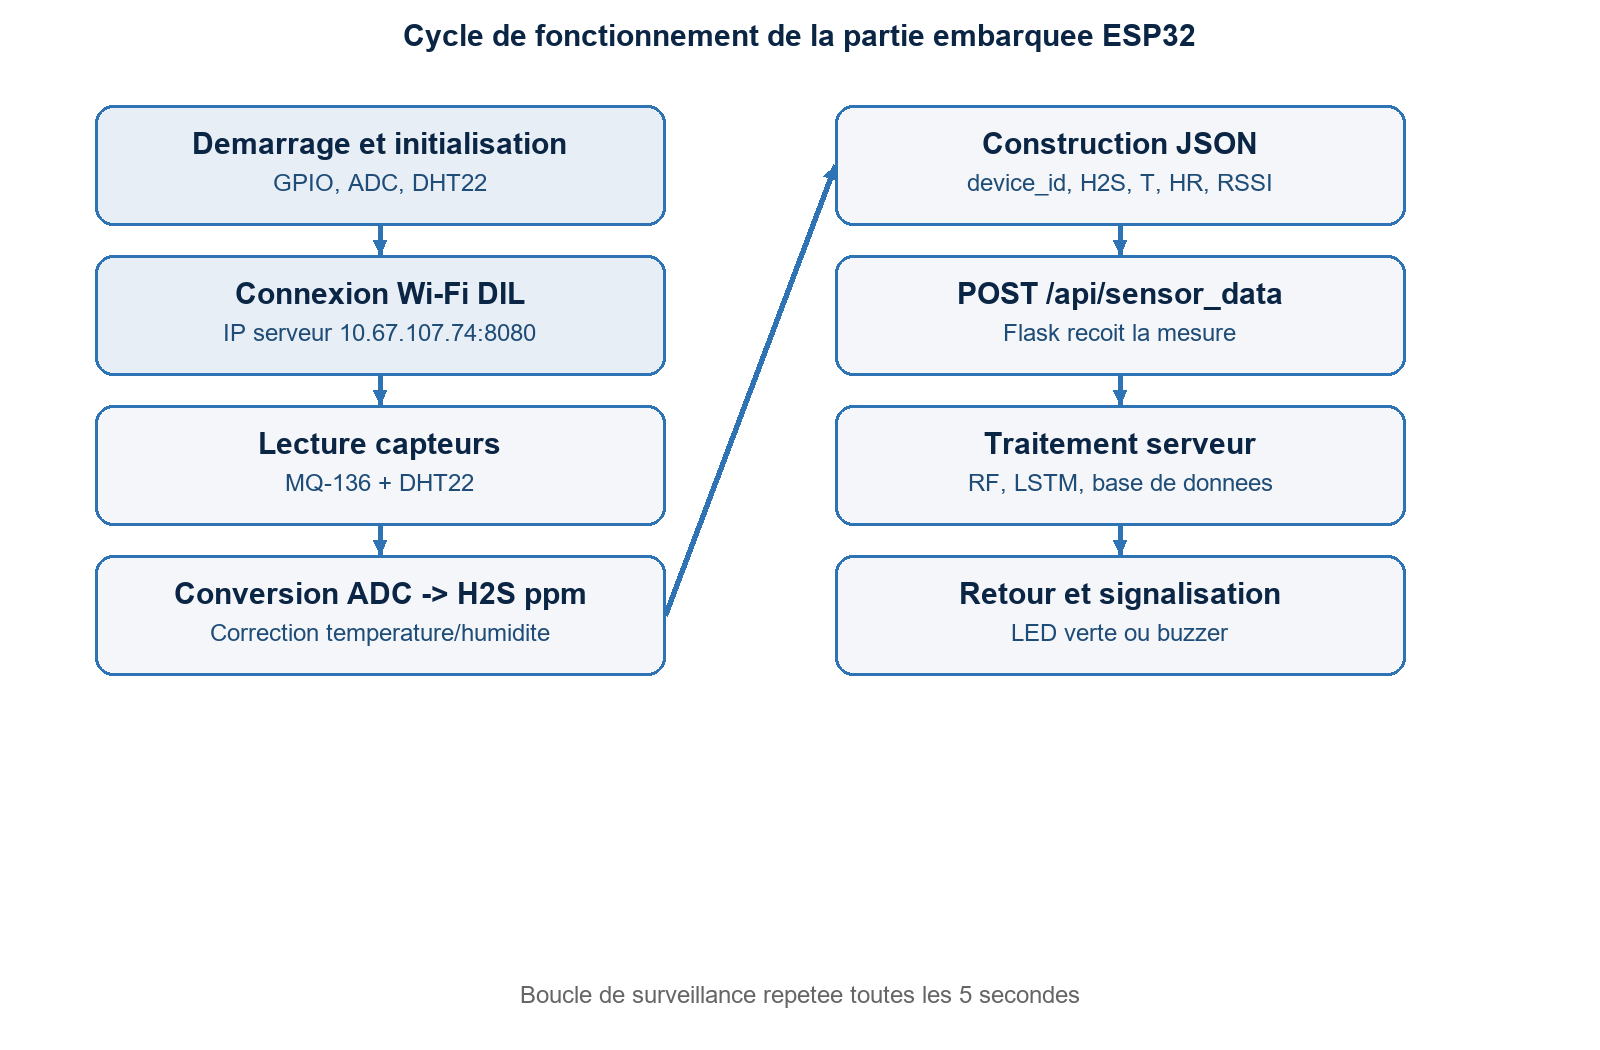 Cycle de fonctionnement de la partie embarquee ESP32
Demarrage et initialisation
GPIO, ADC, DHT22
Connexion Wi-Fi DIL
IP serveur 10.67.107.74:8080
Lecture capteurs
MQ-136 + DHT22
Conversion ADC -> H2S ppm
Correction temperature/humidite
Construction JSON
device_id, H2S, T, HR, RSSI
POST /api/sensor_data
Flask recoit la mesure
Traitement serveur
RF, LSTM, base de donnees
Retour et signalisation
LED verte ou buzzer
Boucle de surveillance repetee toutes les 5 secondes